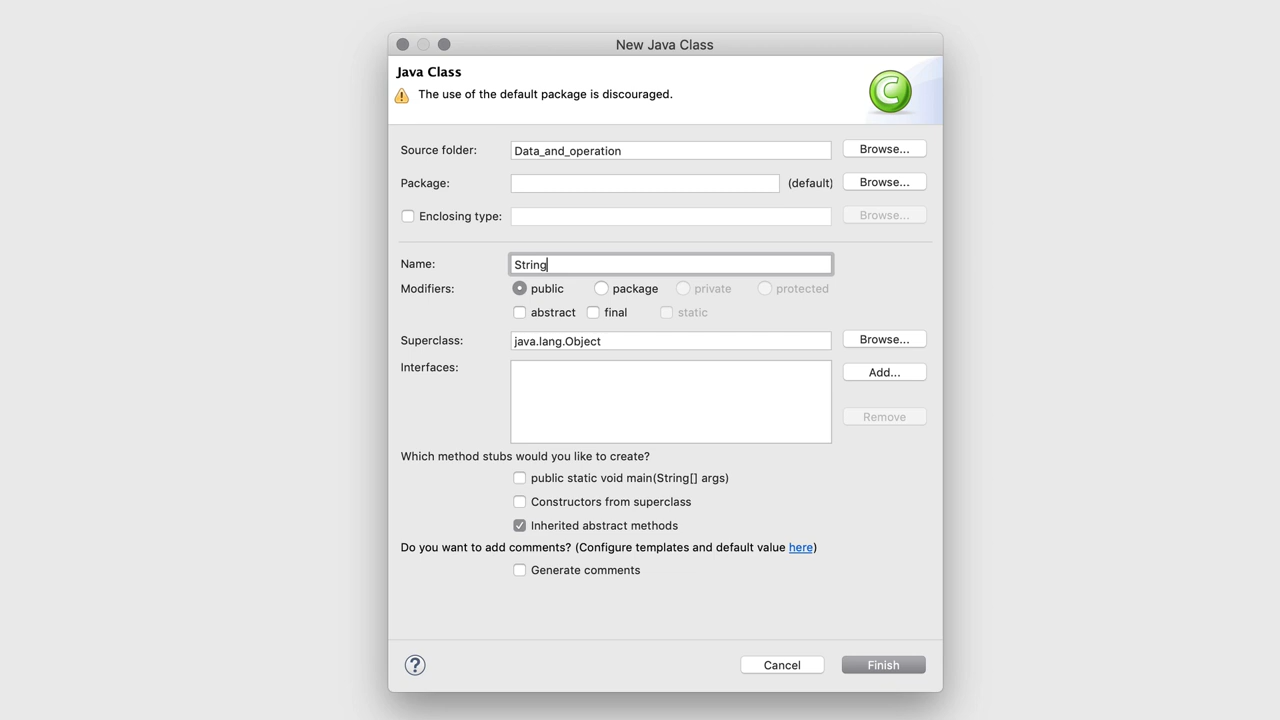 New Java Class
Java Class
The use of the default package is discouraged.
Source folder: Data_and_operation Browse...
Package: (default) Browse...
Enclosing type: Browse...
Name: String
Modifiers: public package private protected
abstract final static
Superclass: java.lang.Object Browse...
Interfaces: Add...
Remove
Which method stubs would you like to create?
public static void main(String[] args)
Constructors from superclass
Inherited abstract methods
Do you want to add comments? (Configure templates and default value here)
Generate comments
? Cancel Finish